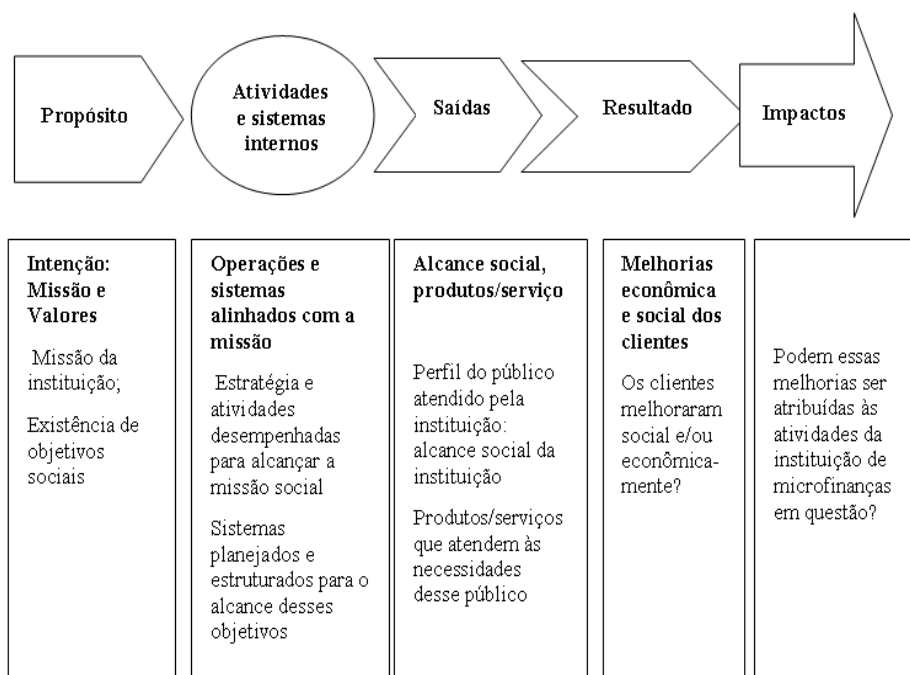 Propósito
Atividades
e sistemas
internos
Saídas
Resultado
Impactos
Intenção:
Missão e
Valores
Missão da
instituição;
Existência de
objetivos
sociais
Operações e
sistemas
alinhados com a
missão
Estratégia e
atividades
desempenhadas
para alcançar a
missão social
Sistemas
planejados e
estruturados para o
alcance desses
objetivos
Alcance social,
produtos/serviço
Perfil do público
atendido pela
instituição:
alcance social da
instituição
Produtos/serviços
que atendem às
necessidades
desse público
Melhorias
econômica
e social dos
clientes
Os clientes
melhoraram
social e/ou
econômica-
mente?
Podem essas
melhorias ser
atribuídas às
atividades da
instituição de
microfinanças
em questão?